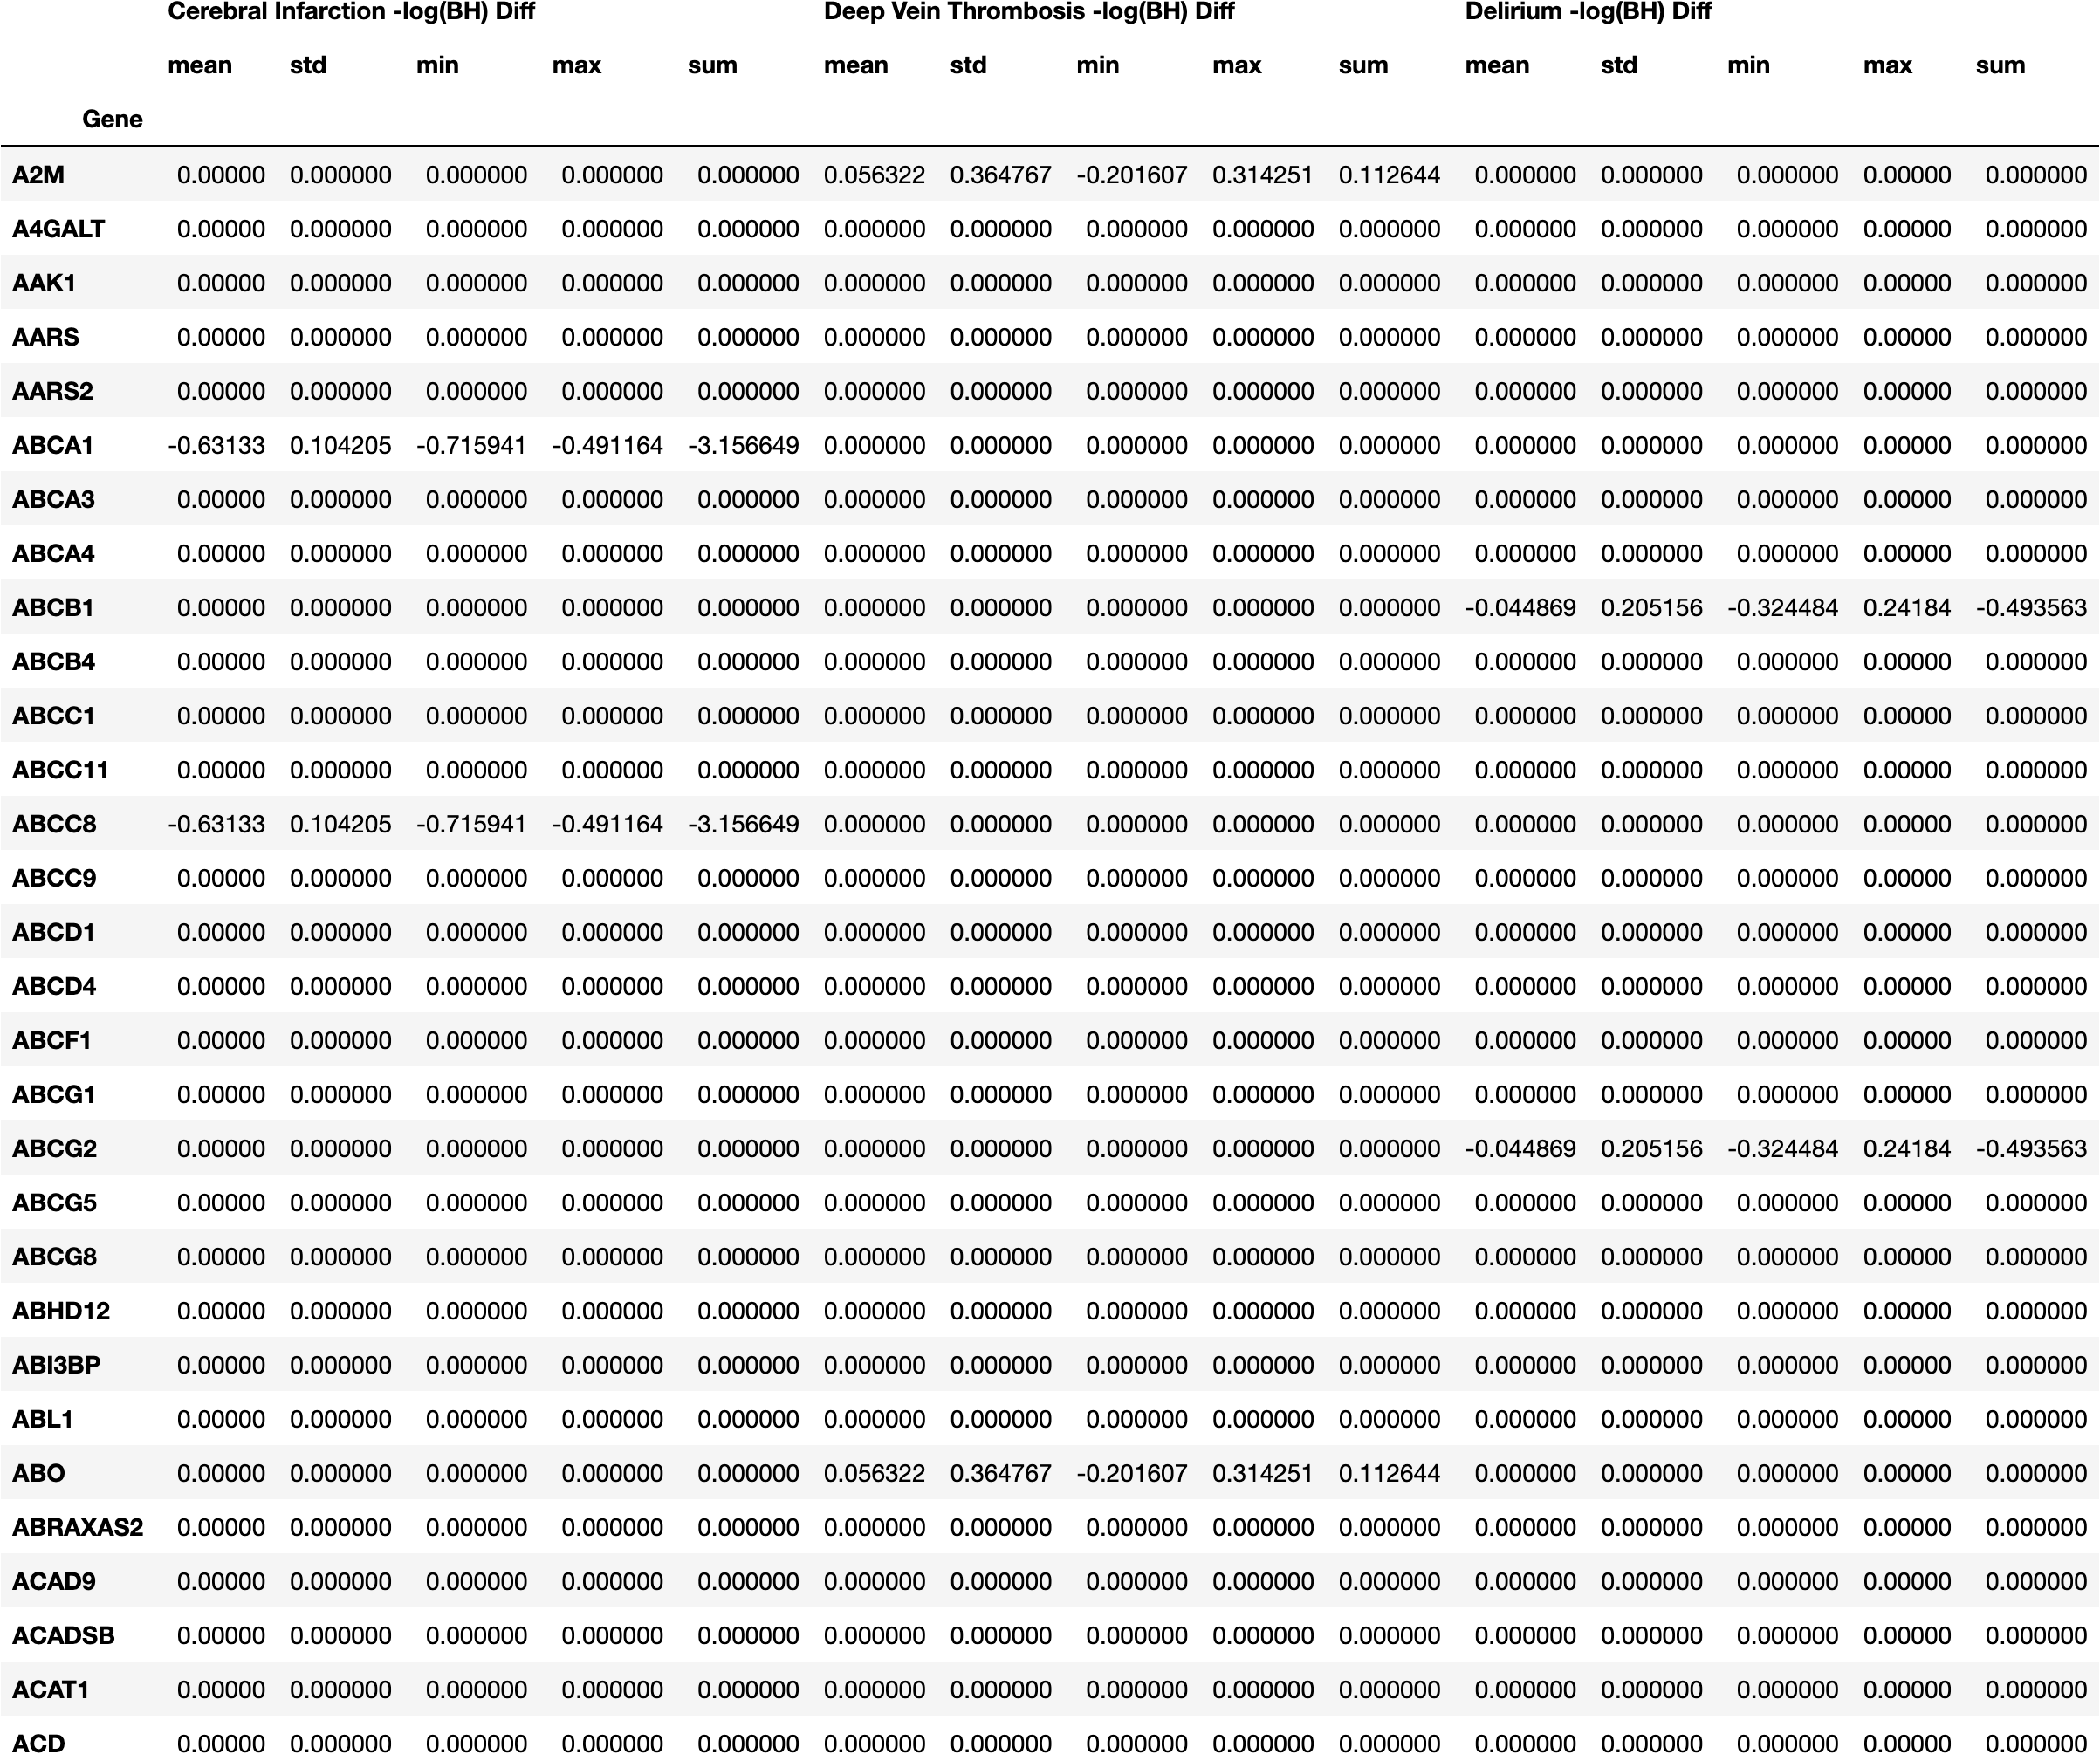 Cerebral Infarction -log(BH) Diff Deep Vein Thrombosis -log(BH) Diff Delirium -log(BH) Diff
mean std min max sum mean std min max sum mean std min max sum
Gene
A2M 0.00000 0.000000 0.000000 0.000000 0.000000 0.056322 0.364767 -0.201607 0.314251 0.112644 0.000000 0.000000 0.000000 0.00000 0.000000
A4GALT 0.00000 0.000000 0.000000 0.000000 0.000000 0.000000 0.000000 0.000000 0.000000 0.000000 0.000000 0.000000 0.000000 0.00000 0.000000
AAK1 0.00000 0.000000 0.000000 0.000000 0.000000 0.000000 0.000000 0.000000 0.000000 0.000000 0.000000 0.000000 0.000000 0.00000 0.000000
AARS 0.00000 0.000000 0.000000 0.000000 0.000000 0.000000 0.000000 0.000000 0.000000 0.000000 0.000000 0.000000 0.000000 0.00000 0.000000
AARS2 0.00000 0.000000 0.000000 0.000000 0.000000 0.000000 0.000000 0.000000 0.000000 0.000000 0.000000 0.000000 0.000000 0.00000 0.000000
ABCA1 -0.63133 0.104205 -0.715941 -0.491164 -3.156649 0.000000 0.000000 0.000000 0.000000 0.000000 0.000000 0.000000 0.000000 0.00000 0.000000
ABCA3 0.00000 0.000000 0.000000 0.000000 0.000000 0.000000 0.000000 0.000000 0.000000 0.000000 0.000000 0.000000 0.000000 0.00000 0.000000
ABCA4 0.00000 0.000000 0.000000 0.000000 0.000000 0.000000 0.000000 0.000000 0.000000 0.000000 0.000000 0.000000 0.000000 0.00000 0.000000
ABCB1 0.00000 0.000000 0.000000 0.000000 0.000000 0.000000 0.000000 0.000000 0.000000 0.000000 -0.044869 0.205156 -0.324484 0.24184 -0.493563
ABCB4 0.00000 0.000000 0.000000 0.000000 0.000000 0.000000 0.000000 0.000000 0.000000 0.000000 0.000000 0.000000 0.000000 0.00000 0.000000
ABCC1 0.00000 0.000000 0.000000 0.000000 0.000000 0.000000 0.000000 0.000000 0.000000 0.000000 0.000000 0.000000 0.000000 0.00000 0.000000
ABCC11 0.00000 0.000000 0.000000 0.000000 0.000000 0.000000 0.000000 0.000000 0.000000 0.000000 0.000000 0.000000 0.000000 0.00000 0.000000
ABCC8 -0.63133 0.104205 -0.715941 -0.491164 -3.156649 0.000000 0.000000 0.000000 0.000000 0.000000 0.000000 0.000000 0.000000 0.00000 0.000000
ABCC9 0.00000 0.000000 0.000000 0.000000 0.000000 0.000000 0.000000 0.000000 0.000000 0.000000 0.000000 0.000000 0.000000 0.00000 0.000000
ABCD1 0.00000 0.000000 0.000000 0.000000 0.000000 0.000000 0.000000 0.000000 0.000000 0.000000 0.000000 0.000000 0.000000 0.00000 0.000000
ABCD4 0.00000 0.000000 0.000000 0.000000 0.000000 0.000000 0.000000 0.000000 0.000000 0.000000 0.000000 0.000000 0.000000 0.00000 0.000000
ABCF1 0.00000 0.000000 0.000000 0.000000 0.000000 0.000000 0.000000 0.000000 0.000000 0.000000 0.000000 0.000000 0.000000 0.00000 0.000000
ABCG1 0.00000 0.000000 0.000000 0.000000 0.000000 0.000000 0.000000 0.000000 0.000000 0.000000 0.000000 0.000000 0.000000 0.00000 0.000000
ABCG2 0.00000 0.000000 0.000000 0.000000 0.000000 0.000000 0.000000 0.000000 0.000000 0.000000 -0.044869 0.205156 -0.324484 0.24184 -0.493563
ABCG5 0.00000 0.000000 0.000000 0.000000 0.000000 0.000000 0.000000 0.000000 0.000000 0.000000 0.000000 0.000000 0.000000 0.00000 0.000000
ABCG8 0.00000 0.000000 0.000000 0.000000 0.000000 0.000000 0.000000 0.000000 0.000000 0.000000 0.000000 0.000000 0.000000 0.00000 0.000000
ABHD12 0.00000 0.000000 0.000000 0.000000 0.000000 0.000000 0.000000 0.000000 0.000000 0.000000 0.000000 0.000000 0.000000 0.00000 0.000000
ABI3BP 0.00000 0.000000 0.000000 0.000000 0.000000 0.000000 0.000000 0.000000 0.000000 0.000000 0.000000 0.000000 0.000000 0.00000 0.000000
ABL1 0.00000 0.000000 0.000000 0.000000 0.000000 0.000000 0.000000 0.000000 0.000000 0.000000 0.000000 0.000000 0.000000 0.00000 0.000000
ABO 0.00000 0.000000 0.000000 0.000000 0.000000 0.056322 0.364767 -0.201607 0.314251 0.112644 0.000000 0.000000 0.000000 0.00000 0.000000
ABRAXAS2 0.00000 0.000000 0.000000 0.000000 0.000000 0.000000 0.000000 0.000000 0.000000 0.000000 0.000000 0.000000 0.000000 0.00000 0.000000
ACAD9 0.00000 0.000000 0.000000 0.000000 0.000000 0.000000 0.000000 0.000000 0.000000 0.000000 0.000000 0.000000 0.000000 0.00000 0.000000
ACADSB 0.00000 0.000000 0.000000 0.000000 0.000000 0.000000 0.000000 0.000000 0.000000 0.000000 0.000000 0.000000 0.000000 0.00000 0.000000
ACAT1 0.00000 0.000000 0.000000 0.000000 0.000000 0.000000 0.000000 0.000000 0.000000 0.000000 0.000000 0.000000 0.000000 0.00000 0.000000
ACD 0.00000 0.000000 0.000000 0.000000 0.000000 0.000000 0.000000 0.000000 0.000000 0.000000 0.000000 0.000000 0.000000 0.00000 0.000000